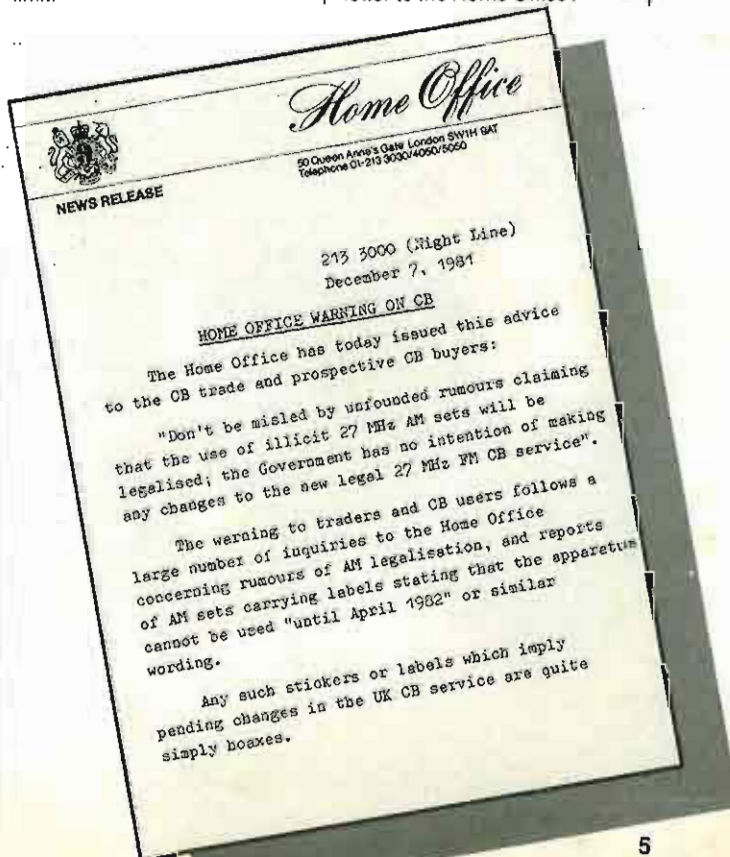 letter to the Home Office?
Home Office
50 Queen Anne's Gate London SW1H 9AT
Telephone 01-213 3030/4050/5050
NEWS RELEASE
213 3000 (Night Line)
December 7, 1981
HOME OFFICE WARNING ON CB
The Home Office has today issued this advice
to the CB trade and prospective CB buyers:
"Don't be misled by unfounded rumours claiming
that the use of illicit 27 MHz AM sets will be
legalised; the Government has no intention of making
any changes to the new legal 27 MHz FM CB service".
The warning to traders and CB users follows a
large number of inquiries to the Home Office
concerning rumours of AM legalisation, and reports
of AM sets carrying labels stating that the apparatus
cannot be used "until April 1982" or similar
wording.
Any such stickers or labels which imply
pending changes in the UK CB service are quite
simply hoaxes.
5